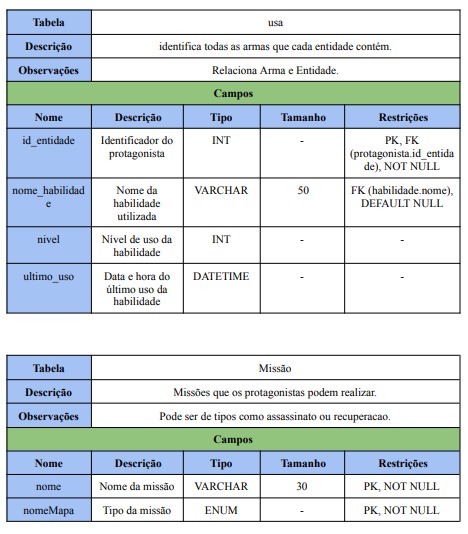 Tabela usa
Descrição identifica todas as armas que cada entidade contém.
Observações Relaciona Arma e Entidade.
Campos
Nome Descrição Tipo Tamanho Restrições
id_entidade Identificador do protagonista INT - PK, FK (protagonista.id_entidade), NOT NULL
nome_habilidade Nome da habilidade utilizada VARCHAR 50 FK (habilidade.nome), DEFAULT NULL
nivel Nível de uso da habilidade INT - -
ultimo_uso Data e hora do último uso da habilidade DATETIME - -
Tabela Missão
Descrição Missões que os protagonistas podem realizar.
Observações Pode ser de tipos como assassinato ou recuperacao.
Campos
Nome Descrição Tipo Tamanho Restrições
nome Nome da missão VARCHAR 30 PK, NOT NULL
nomeMapa Tipo da missão ENUM - PK, NOT NULL